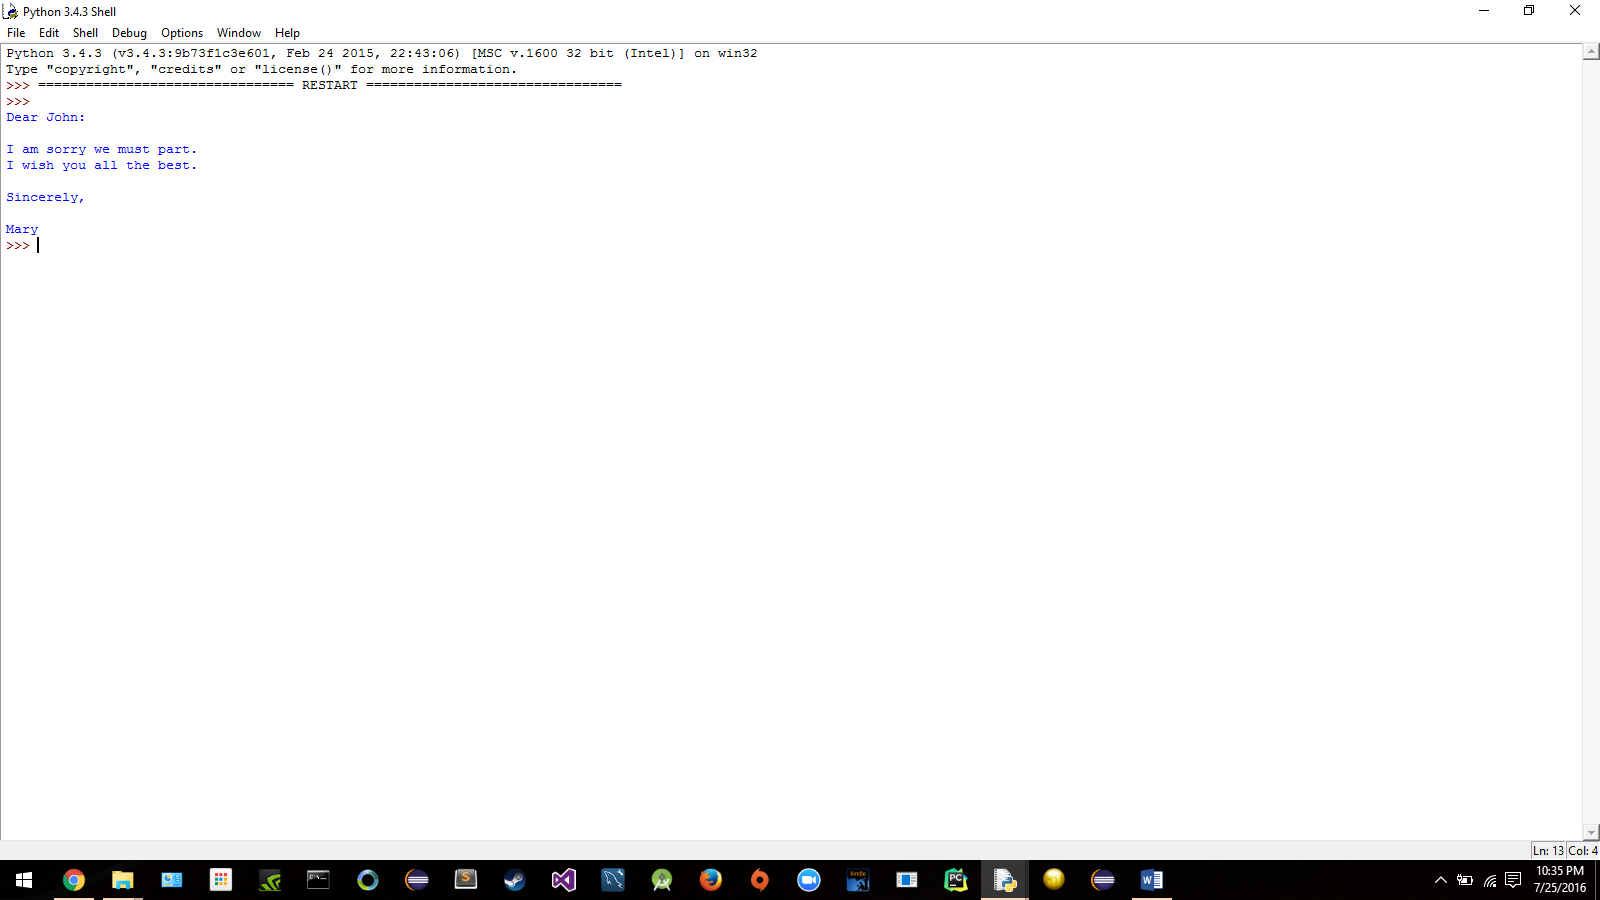 Python 3.4.3 Shell
File Edit Shell Debug Options Window Help
Python 3.4.3 (v3.4.3:9b73f1c3e601, Feb 24 2015, 22:43:06) [MSC v.1600 32 bit (Intel)] on win32
Type "copyright", "credits" or "license()" for more information.
>>> ================================ RESTART ================================
>>>
Dear John:
I am sorry we must part.
I wish you all the best.
Sincerely,
Mary
>>>
Ln: 13 Col: 4
kindle
PC
W
10:35 PM
7/25/2016